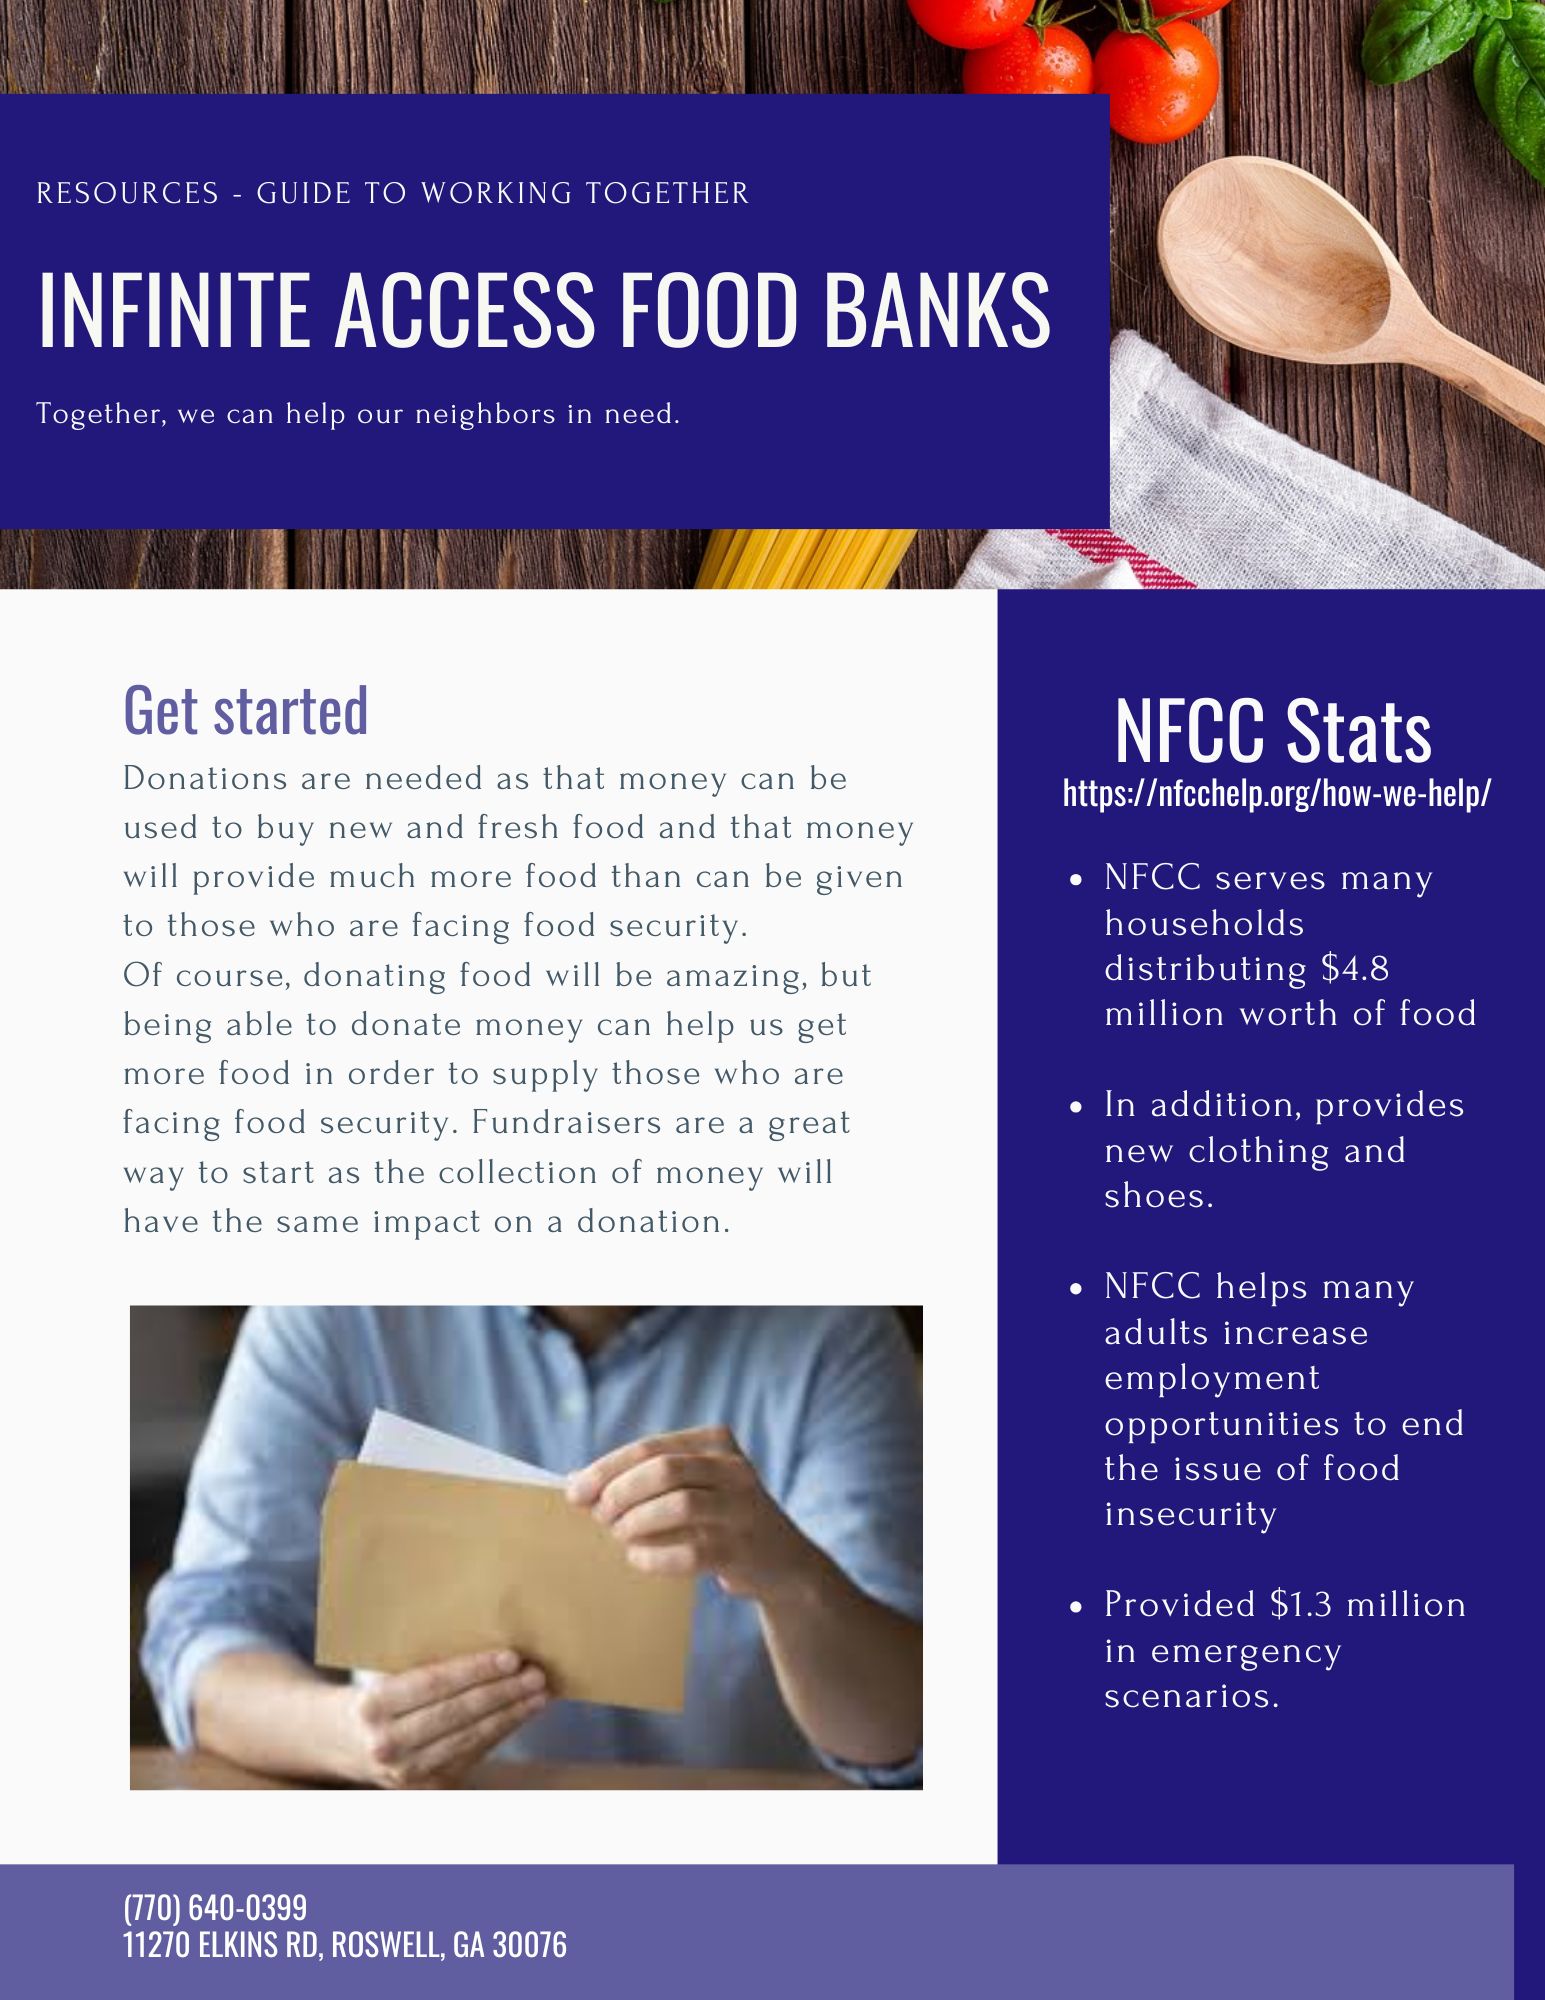 RESOURCES - GUIDE TO WORKING TOGETHER
INFINITE ACCESS FOOD BANKS
Together, we can help our neighbors in need.
Get started
Donations are needed as that money can be
used to buy new and fresh food and that money
will provide much more food than can be given
to those who are facing food security.
Of course, donating food will be amazing, but
being able to donate money can help us get
more food in order to supply those who are
facing food security. Fundraisers are a great
way to start as the collection of money will
have the same impact on a donation.
NFCC Stats
https://nfcchelp.org/how-we-help/
• NFCC serves many
households
distributing $4.8
million worth of food
• In addition, provides
new clothing and
shoes.
• NFCC helps many
adults increase
employment
opportunities to end
the issue of food
insecurity
• Provided $1.3 million
in emergency
scenarios.
(770) 640-0399
11270 ELKINS RD, ROSWELL, GA 30076